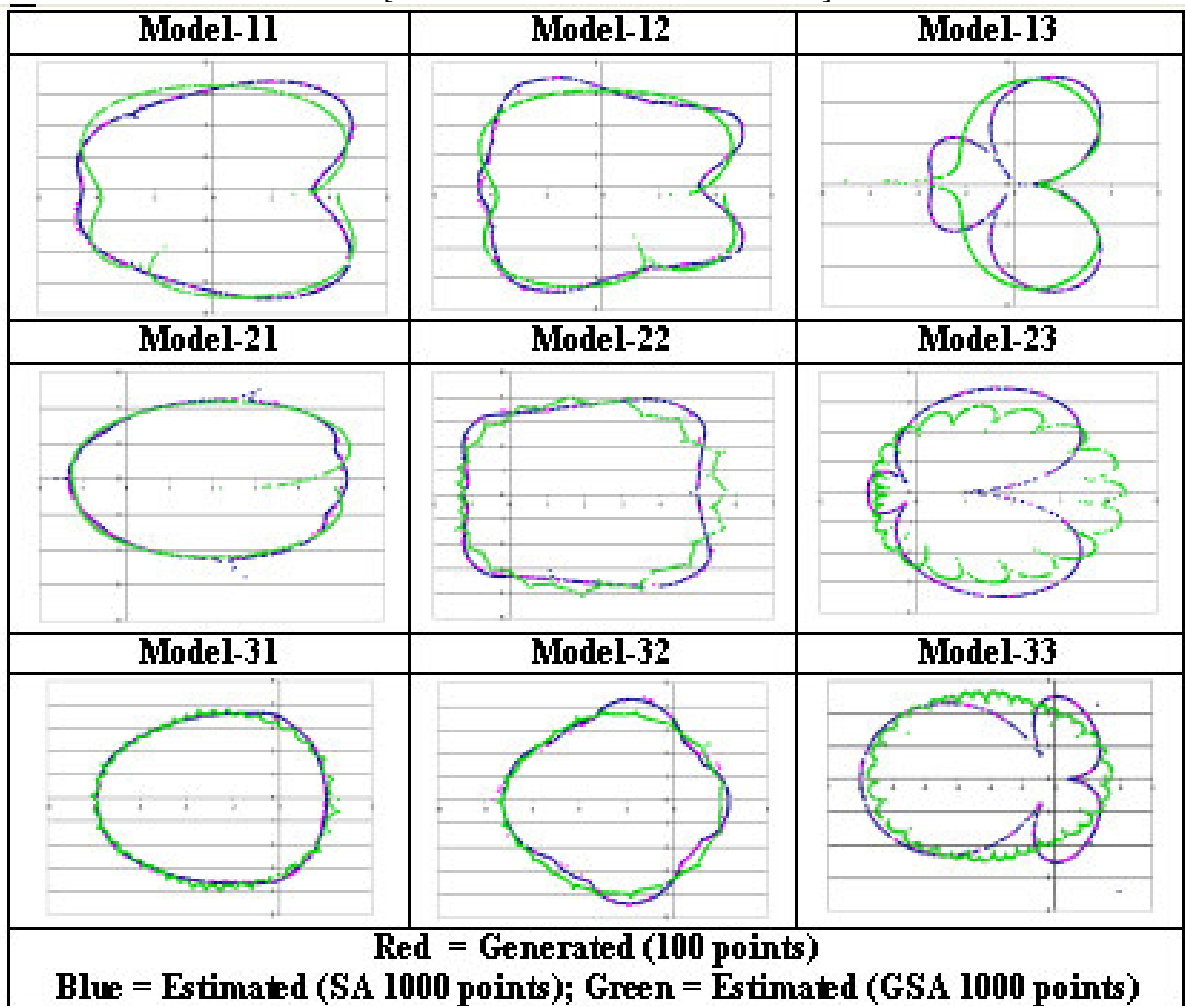 Model-11 Model-12 Model-13
Model-21 Model-22 Model-23
Model-31 Model-32 Model-33
Red = Generated (100 points)
Blue = Estimated (SA 1000 points); Green = Estimated (GSA 1000 points)